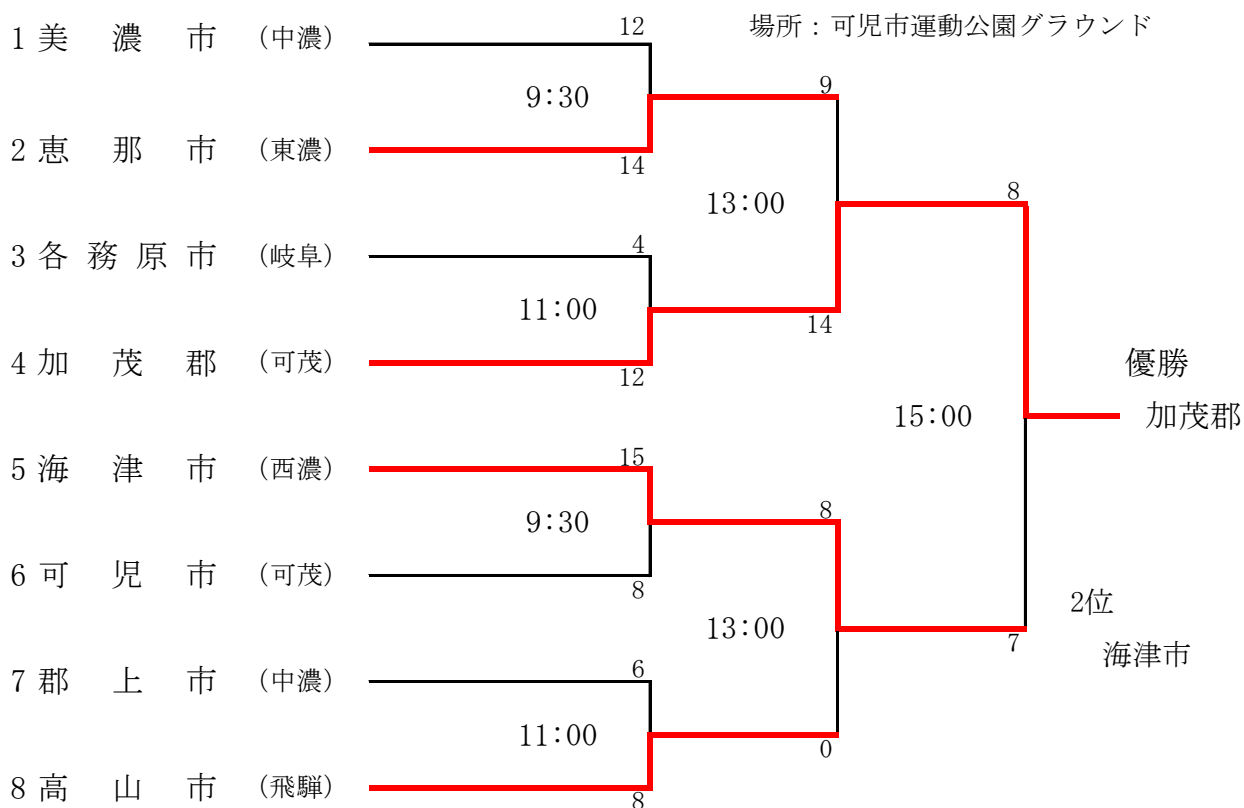 場所：可児市運動公園グラウンド
1 美濃市 （中濃） 12
9:30
9
2 恵那市 （東濃） 14
13:00
8
3 各務原市 （岐阜） 4
11:00
14
4 加茂郡 （可茂） 12
優勝
15:00
加茂郡
5 海津市 （西濃） 15
9:30
8
6 可児市 （可茂） 8
2位
13:00
7
海津市
7 郡上市 （中濃） 6
11:00
0
8 高山市 （飛騨） 8